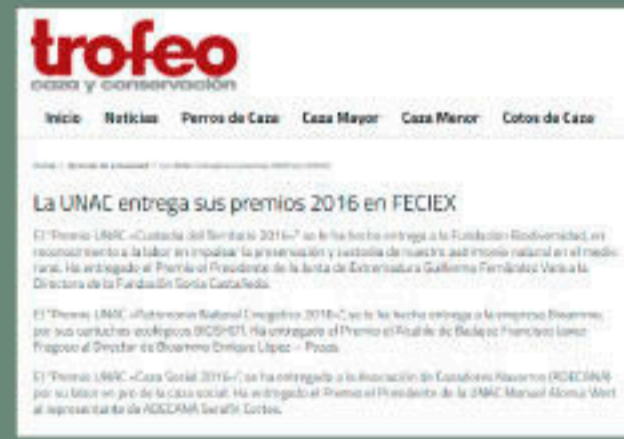 trofeo
caza y conservación
Inicio Noticias Perros de Caza Caza Mayor Caza Menor Cotos de Caza
La UNAC entrega sus premios 2016 en FECIEX
El "Premio UNAC «Custodia del Territorio 2016»" se le ha hecho entrega a la Fundación Biodiversidad, en
reconocimiento a la labor en impulsar la preservación y custodia de nuestro patrimonio natural en el medio
rural. Ha entregado el Premio el Presidente de la Junta de Extremadura Guillermo Fernández Vara a la
Directora de la Fundación Sonia Castañeda.
El "Premio UNAC «Patrimonio Natural Cinegético 2016»", se le ha hecho entrega a la empresa Bioammo,
por sus cartuchos ecológicos Ha entregado el Premio el Alcalde de Badajoz Francisco Javier
Fragoso al Director de Bioammo Enrique López – Pozas.
El "Premio UNAC «Caza Social 2016»", se ha entregado a la Asociación de Cazadores Navarros (ADECANA)
por su labor en pro de la caza social. Ha entregado el Premio el Presidente de la UNAC Manuel Alonso Wert
al representante de ADECANA Serafín Cortes.